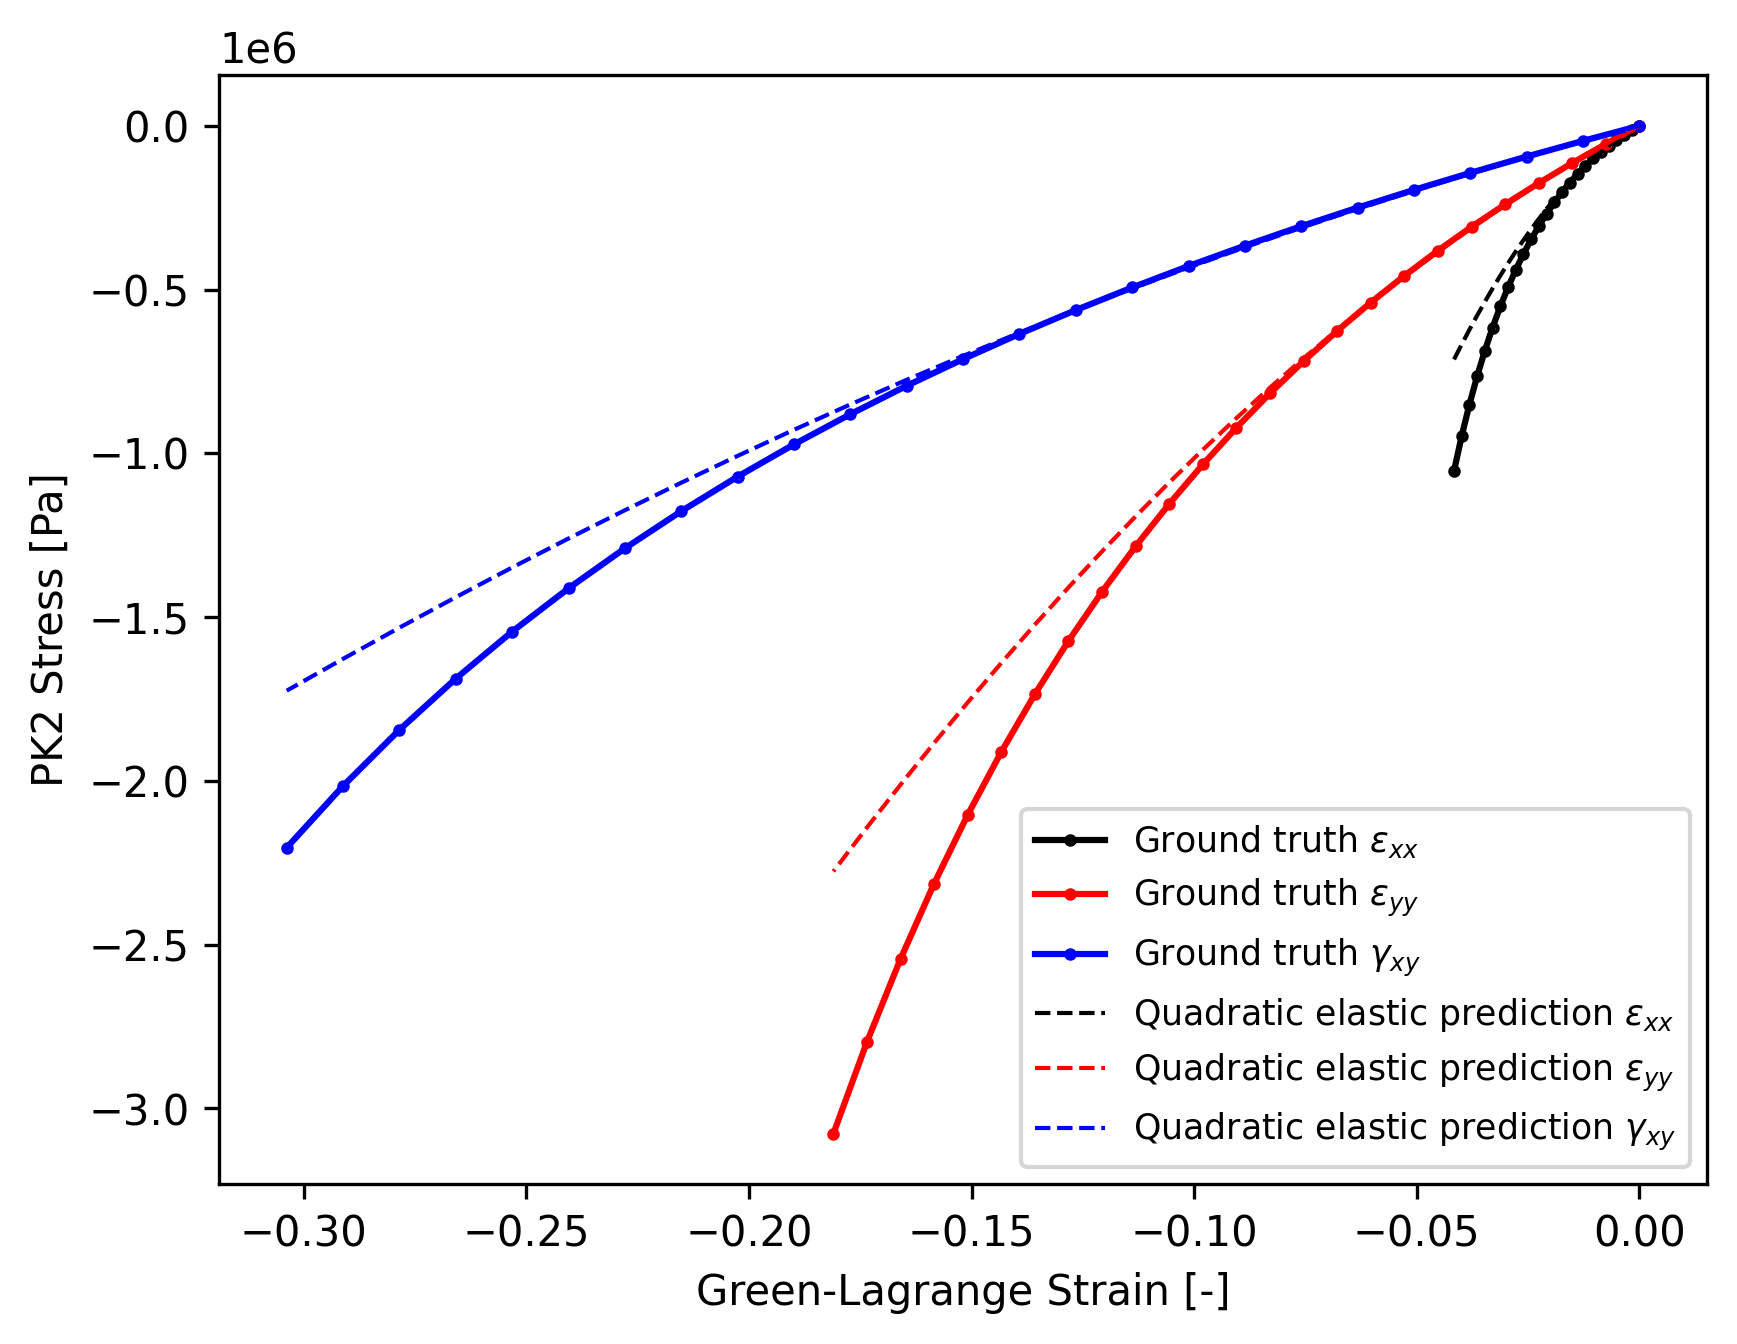 1e6
0.0
−0.5
−1.0
−1.5
−2.0
−2.5
−3.0
PK2 Stress [Pa]
Ground truth εxx
Ground truth εyy
Ground truth γxy
Quadratic elastic prediction εxx
Quadratic elastic prediction εyy
Quadratic elastic prediction γxy
−0.30 −0.25 −0.20 −0.15 −0.10 −0.05 0.00
Green-Lagrange Strain [-]